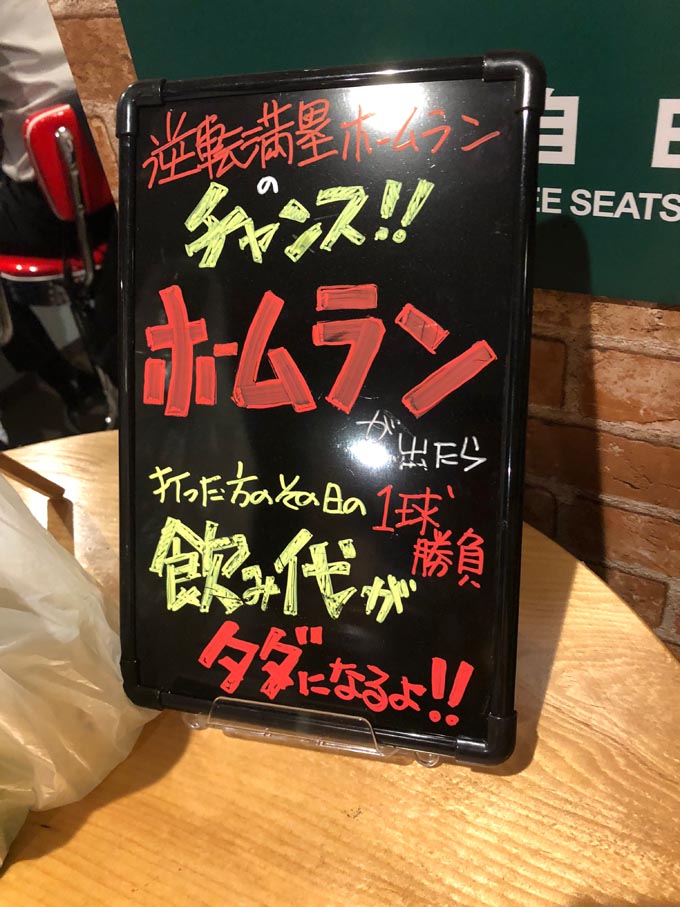 逆転満塁ホームラン
の
チャンス!!
ホームラン
が出たら
打った方のその日の
1球
勝負
飲み代が
タダになるよ!!
自由
EE SEATS